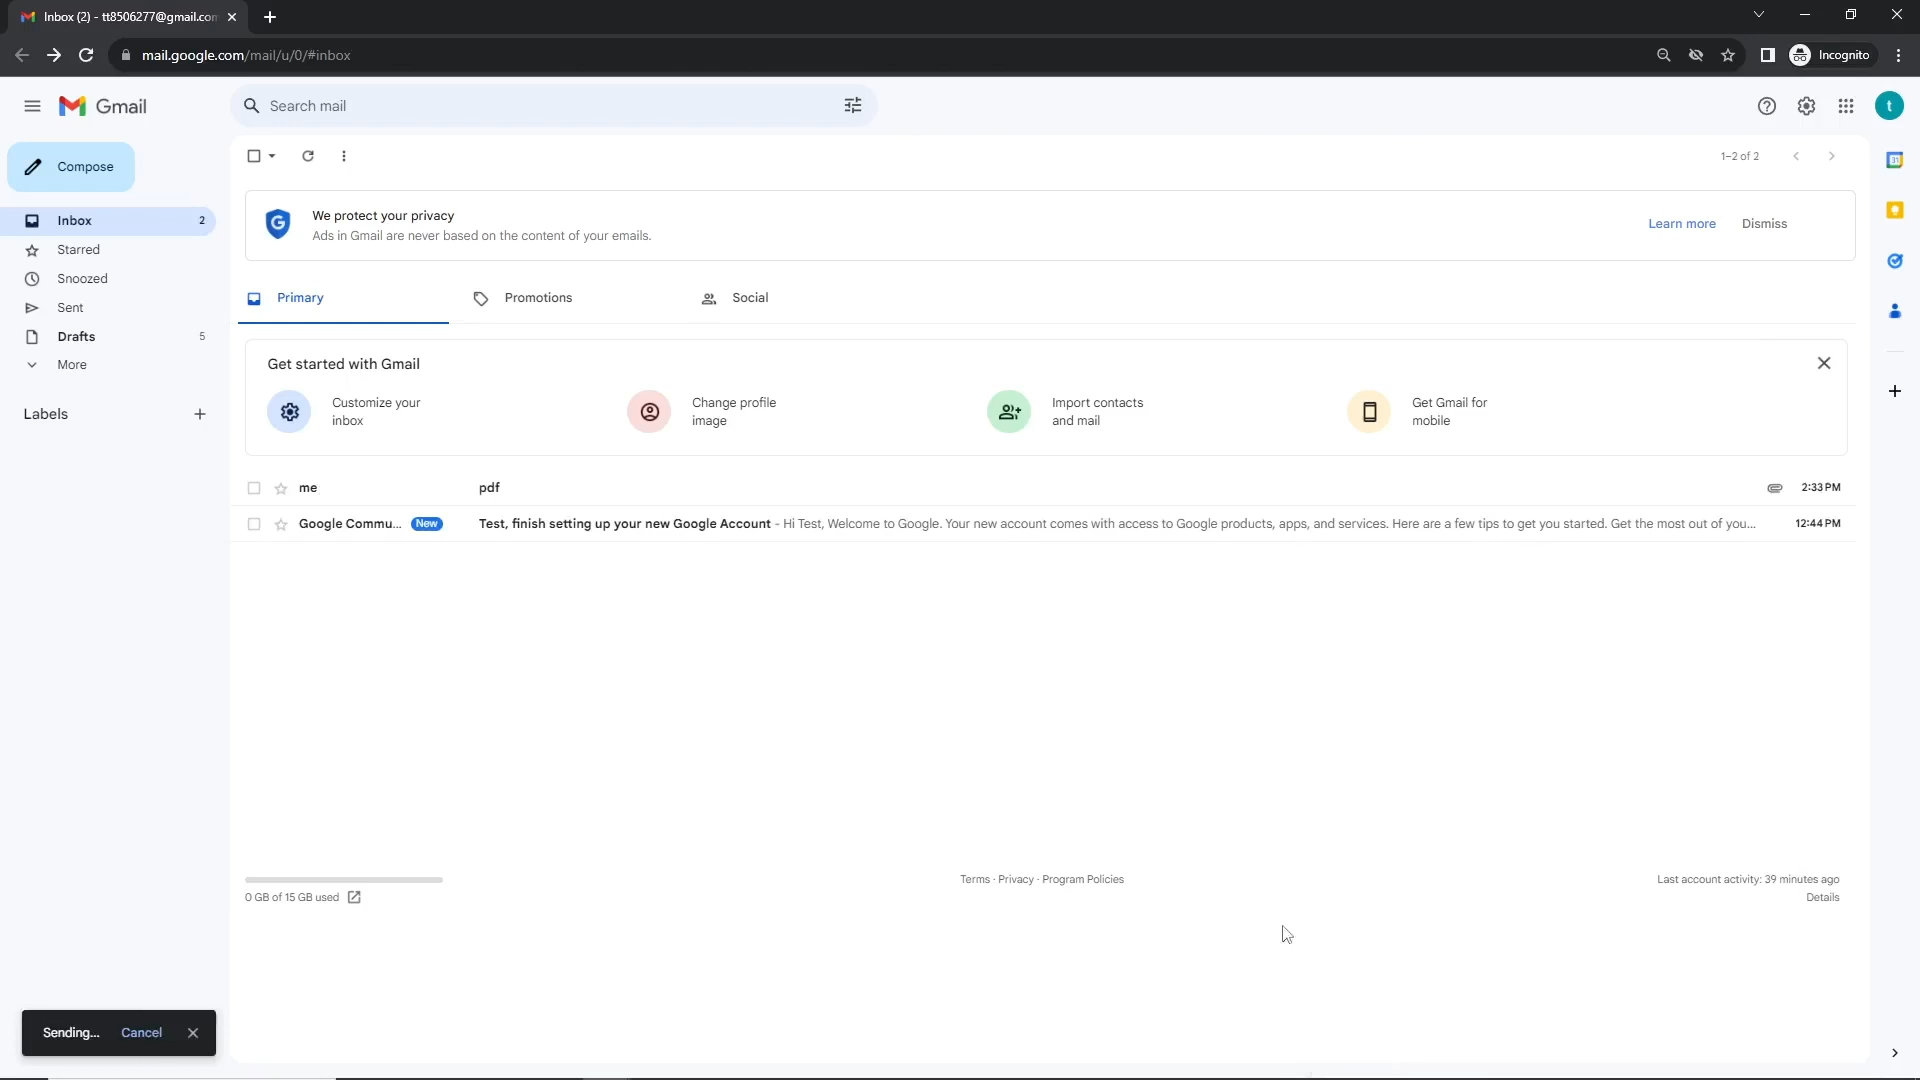 Inbox (2) - tt8506277@gmail.com
mail.google.com/mail/u/0/#inbox
Incognito
Gmail
Search mail
t
Compose
1–2 of 2
31
We protect your privacy
Ads in Gmail are never based on the content of your emails.
Learn more
Dismiss
Inbox 2
Starred
Snoozed
Sent
Drafts 5
More
Labels
Primary
Promotions
Social
Get started with Gmail
Customize your
inbox
Change profile
image
Import contacts
and mail
Get Gmail for
mobile
me pdf 2:33 PM
Google Commu... New Test, finish setting up your new Google Account - Hi Test, Welcome to Google. Your new account comes with access to Google products, apps, and services. Here are a few tips to get you started. Get the most out of you... 12:44 PM
0 GB of 15 GB used
Terms · Privacy · Program Policies
Last account activity: 39 minutes ago
Details
Sending... Cancel